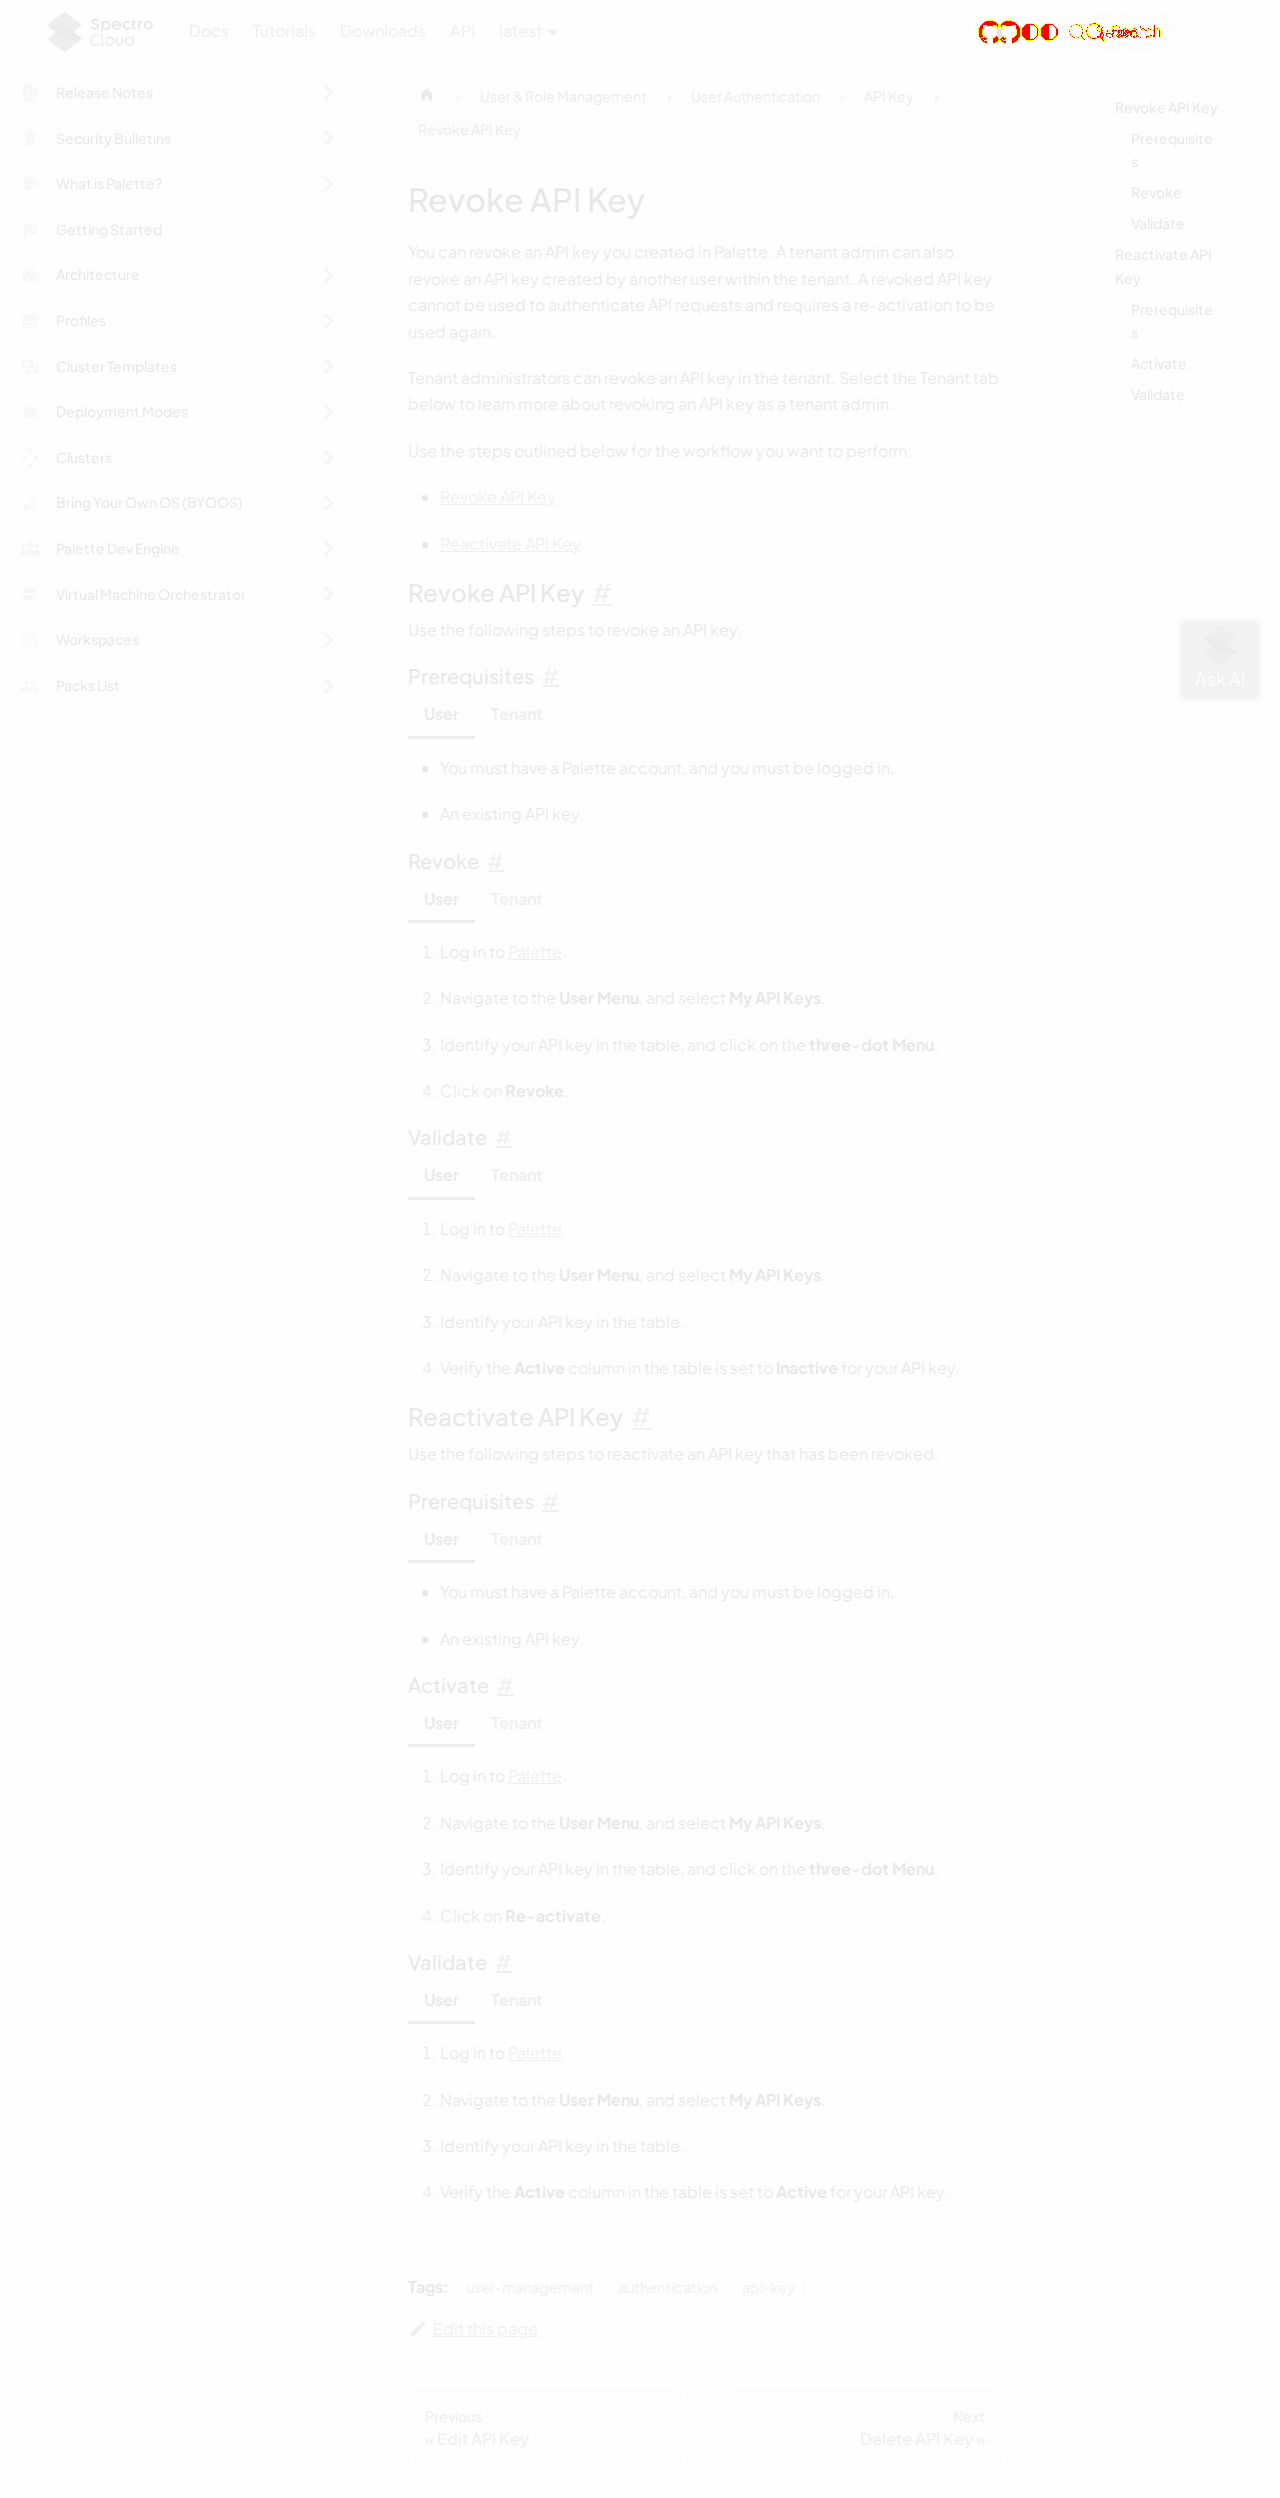 Spectro
Cloud
Docs
Tutorials
Downloads
API
latest
Release Notes
Security Bulletins
What is Palette?
Getting Started
Architecture
Profiles
Cluster Templates
Deployment Modes
Clusters
Bring Your Own OS (BYOOS)
Palette Dev Engine
Virtual Machine Orchestrator
Workspaces
Packs List
User & Role Management
User Authentication
API Key
Revoke API Key
Revoke API Key
You can revoke an API key you created in Palette. A tenant admin can also
revoke an API key created by another user within the tenant. A revoked API key
cannot be used to authenticate API requests and requires a re-activation to be
used again.
Tenant administrators can revoke an API key in the tenant. Select the Tenant tab
below to learn more about revoking an API key as a tenant admin.
Use the steps outlined below for the workflow you want to perform:
• Revoke API Key
• Reactivate API Key
Revoke API Key #
Use the following steps to revoke an API key.
Prerequisites #
User Tenant
• You must have a Palette account, and you must be logged in.
• An existing API key.
Revoke #
User Tenant
1. Log in to Palette.
2. Navigate to the User Menu, and select My API Keys.
3. Identify your API key in the table, and click on the three-dot Menu.
4. Click on Revoke.
Validate #
User Tenant
1. Log in to Palette.
2. Navigate to the User Menu, and select My API Keys.
3. Identify your API key in the table.
4. Verify the Active column in the table is set to Inactive for your API key.
Reactivate API Key #
Use the following steps to reactivate an API key that has been revoked.
Prerequisites #
User Tenant
• You must have a Palette account, and you must be logged in.
• An existing API key.
Activate #
User Tenant
1. Log in to Palette.
2. Navigate to the User Menu, and select My API Keys.
3. Identify your API key in the table, and click on the three-dot Menu.
4. Click on Re-activate.
Validate #
User Tenant
1. Log in to Palette.
2. Navigate to the User Menu, and select My API Keys.
3. Identify your API key in the table.
4. Verify the Active column in the table is set to Active for your API key.
Tags: user-management authentication api-key
Edit this page
Previous
« Edit API Key
Next
Delete API Key »
Revoke API Key
Prerequisite
s
Revoke
Validate
Reactivate API
Key
Prerequisite
s
Activate
Validate
Ask AI